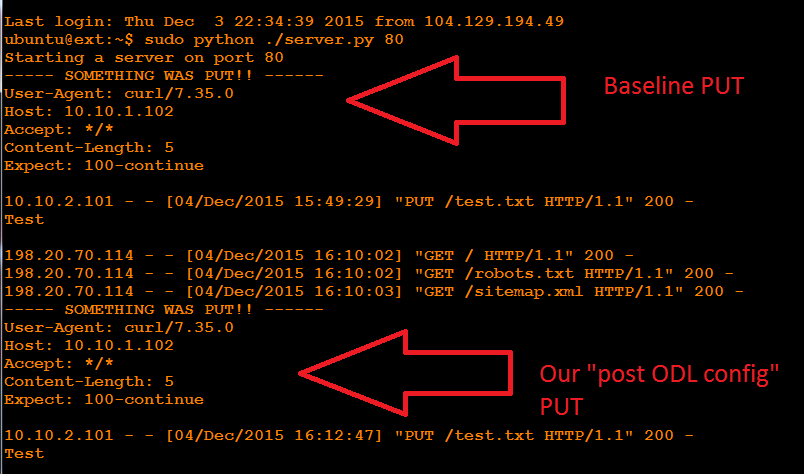 Last login: Thu Dec  3 22:34:39 2015 from 104.129.194.49
ubuntu@ext:~$ sudo python ./server.py 80
Starting a server on port 80
----- SOMETHING WAS PUT!! ------
User-Agent: curl/7.35.0
Host: 10.10.1.102
Accept: */*
Content-Length: 5
Expect: 100-continue
Baseline PUT
10.10.2.101 - - [04/Dec/2015 15:49:29] "PUT /test.txt HTTP/1.1" 200 -
Test
198.20.70.114 - - [04/Dec/2015 16:10:02] "GET / HTTP/1.1" 200 -
198.20.70.114 - - [04/Dec/2015 16:10:02] "GET /robots.txt HTTP/1.1" 200 -
198.20.70.114 - - [04/Dec/2015 16:10:03] "GET /sitemap.xml HTTP/1.1" 200 -
----- SOMETHING WAS PUT!! ------
User-Agent: curl/7.35.0
Host: 10.10.1.102
Accept: */*
Content-Length: 5
Expect: 100-continue
Our "post ODL config"
PUT
10.10.2.101 - - [04/Dec/2015 16:12:47] "PUT /test.txt HTTP/1.1" 200 -
Test